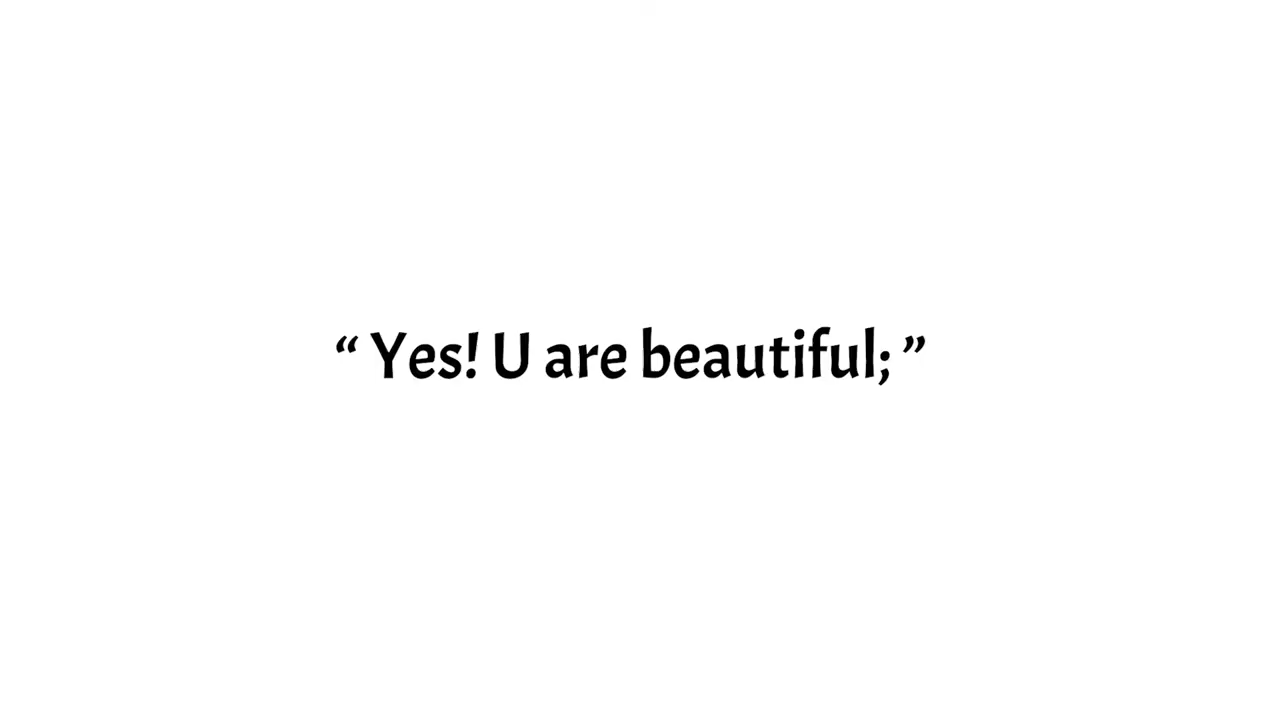 “ Yes! U are beautiful; ”